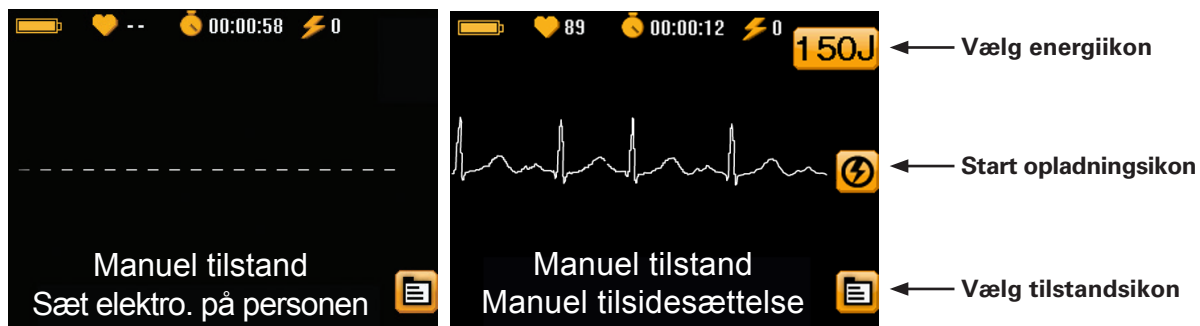 -- 00:00:58 0
Manuel tilstand
Sæt elektro. på personen
89 00:00:12 0
150J
Manuel tilstand
Manuel tilsidesættelse
Vælg energiikon
Start opladningsikon
Vælg tilstandsikon